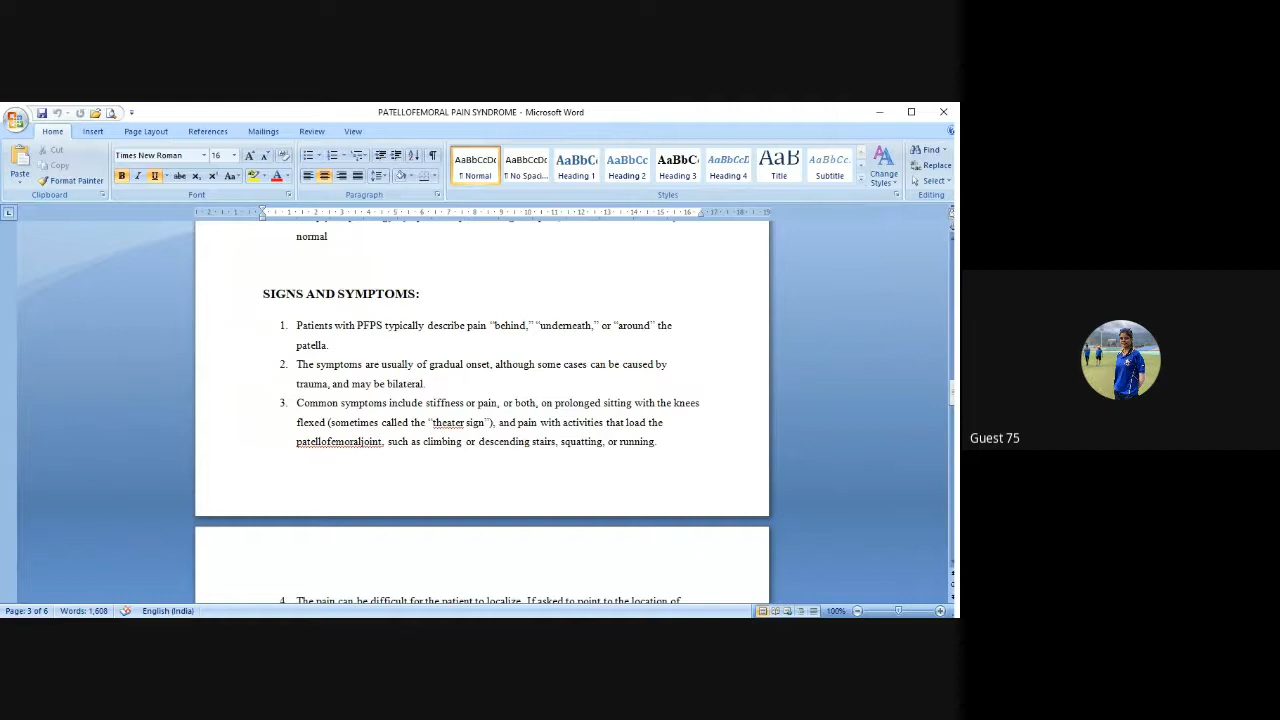 PATELLOFEMORAL PAIN SYNDROME - Microsoft Word
Home Insert Page Layout References Mailings Review View
Paste
Cut
Copy
Format Painter
Clipboard
Times New Roman 16
Font
Paragraph
AaBbCcDc AaBbCcDc AaBbC AaBbCc AaBbC AaBbCcD AaB AaBbCc.
¶ Normal ¶ No Spaci... Heading 1 Heading 2 Heading 3 Heading 4 Title Subtitle
Change Styles
Styles
Find
Replace
Select
Editing
normal
SIGNS AND SYMPTOMS:
1. Patients with PFPS typically describe pain “behind,” “underneath,” or “around” the
patella.
2. The symptoms are usually of gradual onset, although some cases can be caused by
trauma, and may be bilateral.
3. Common symptoms include stiffness or pain, or both, on prolonged sitting with the knees
flexed (sometimes called the “theater sign”), and pain with activities that load the
patellofemoraljoint, such as climbing or descending stairs, squatting, or running.
4. The pain can be difficult for the patient to localize. If asked to point to the location of
Page: 3 of 6 Words: 1,608 English (India) 100%
Guest 75